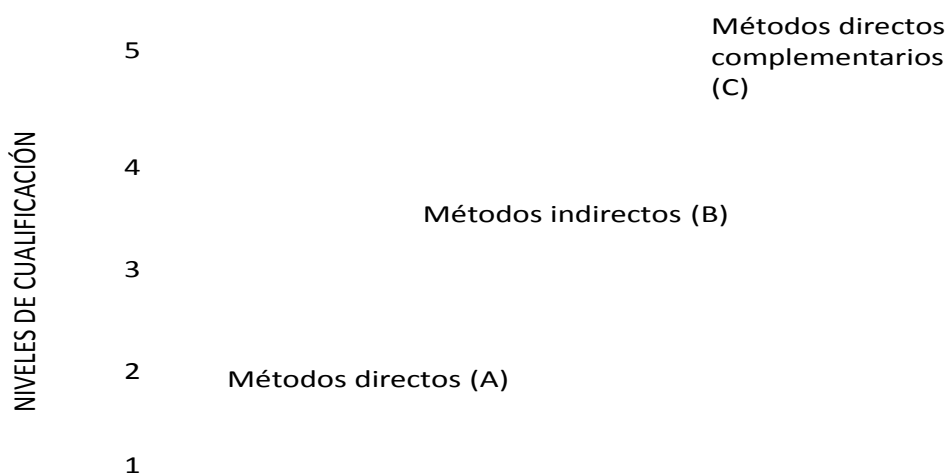 Métodos directos
complementarios
(C)
5
4
Métodos indirectos (B)
3
2
Métodos directos (A)
1
NIVELES DE CUALIFICACIÓN